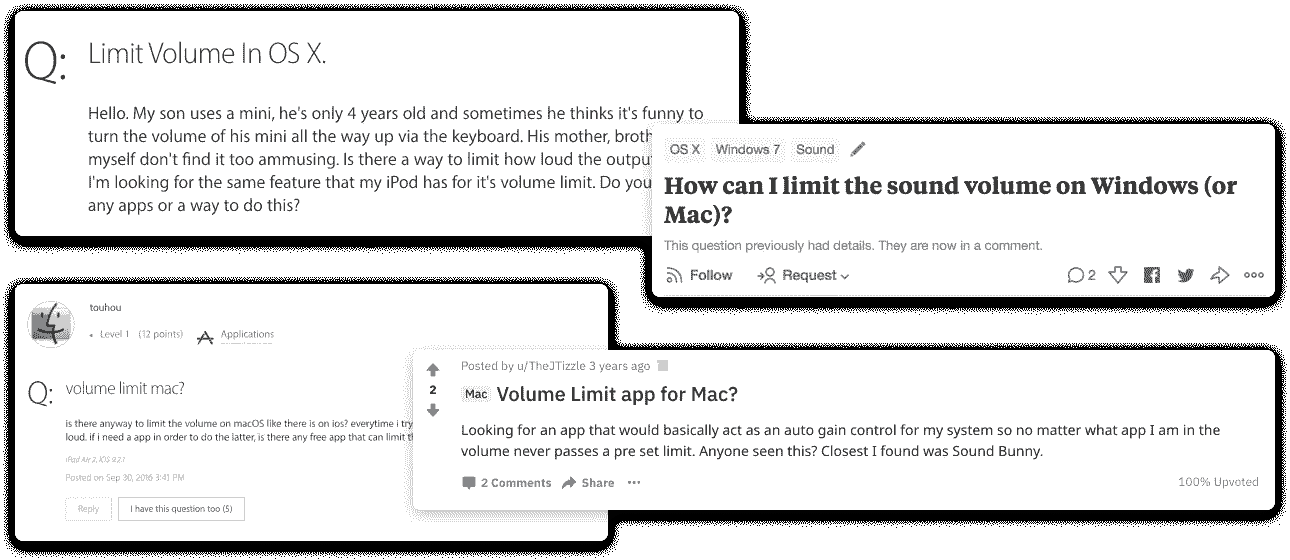 Q: Limit Volume In OS X.
Hello. My son uses a mini, he's only 4 years old and sometimes he thinks it's funny to
turn the volume of his mini all the way up via the keyboard. His mother, broth
myself don't find it too ammusing. Is there a way to limit how loud the outpu
I'm looking for the same feature that my iPod has for it's volume limit. Do you
any apps or a way to do this?
OS X Windows 7 Sound
How can I limit the sound volume on Windows (or
Mac)?
This question previously had details. They are now in a comment.
Follow Request 2
touhou
Level 1 (12 points) Applications
Q: volume limit mac?
is there anyway to limit the volume on macOS like there is on ios? everytime i try
loud. if i need a app in order to do the latter, is there any free app that can limit t
iPad Air 2, iOS 9.2.1
Posted on Sep 30, 2016 3:41 PM
Reply I have this question too (5)
2
Posted by u/TheJTizzle 3 years ago
Mac Volume Limit app for Mac?
Looking for an app that would basically act as an auto gain control for my system so no matter what app I am in the
volume never passes a pre set limit. Anyone seen this? Closest I found was Sound Bunny.
2 Comments Share ••• 100% Upvoted